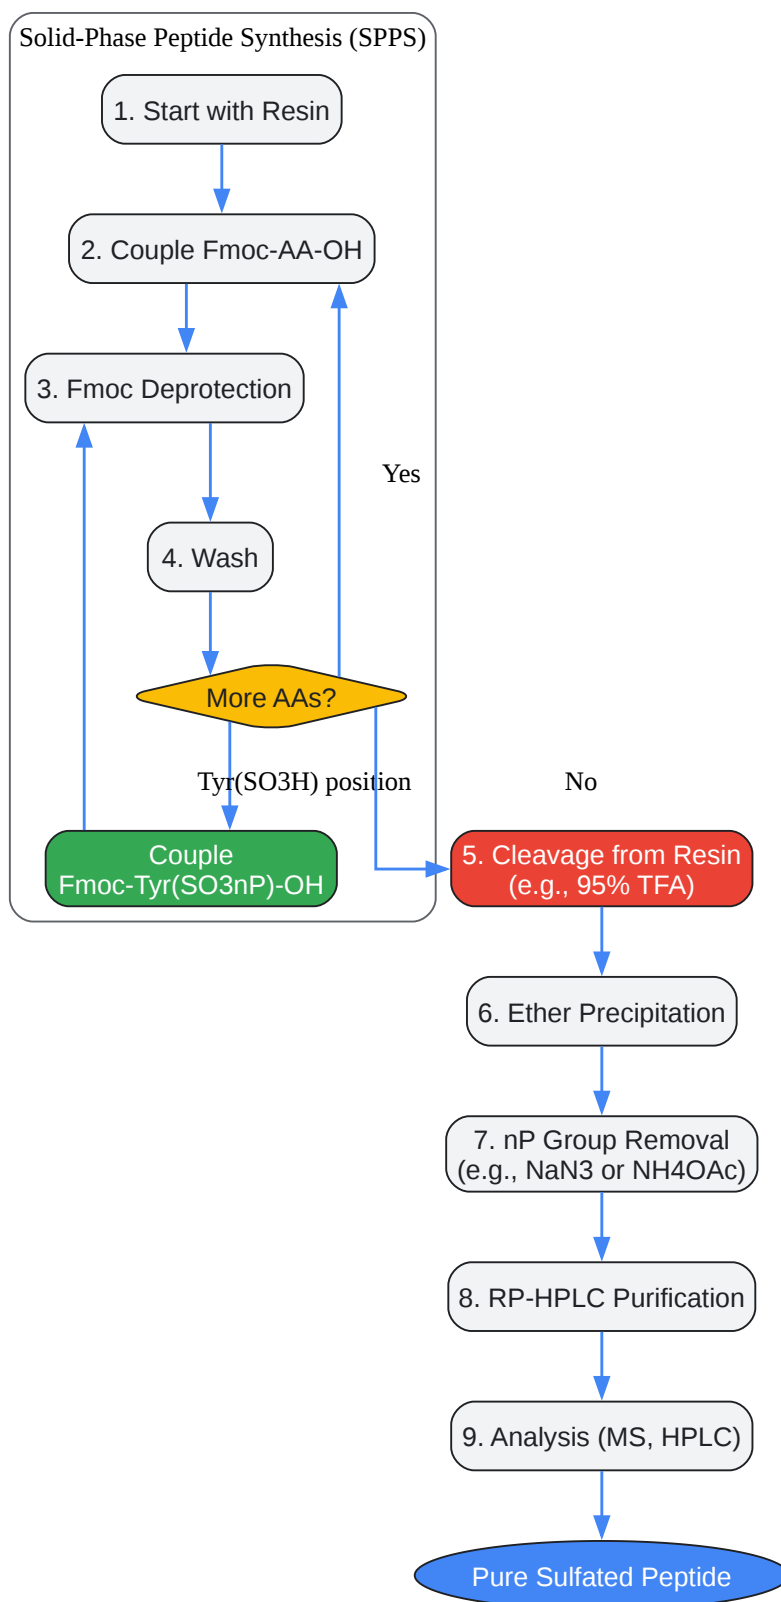 Solid-Phase Peptide Synthesis (SPPS)
1. Start with Resin
2. Couple Fmoc-AA-OH
3. Fmoc Deprotection
Yes
4. Wash
More AAs?
Tyr(SO3H) position
No
Couple
Fmoc-Tyr(SO3nP)-OH
5. Cleavage from Resin
(e.g., 95% TFA)
6. Ether Precipitation
7. nP Group Removal
(e.g., NaN3 or NH4OAc)
8. RP-HPLC Purification
9. Analysis (MS, HPLC)
Pure Sulfated Peptide